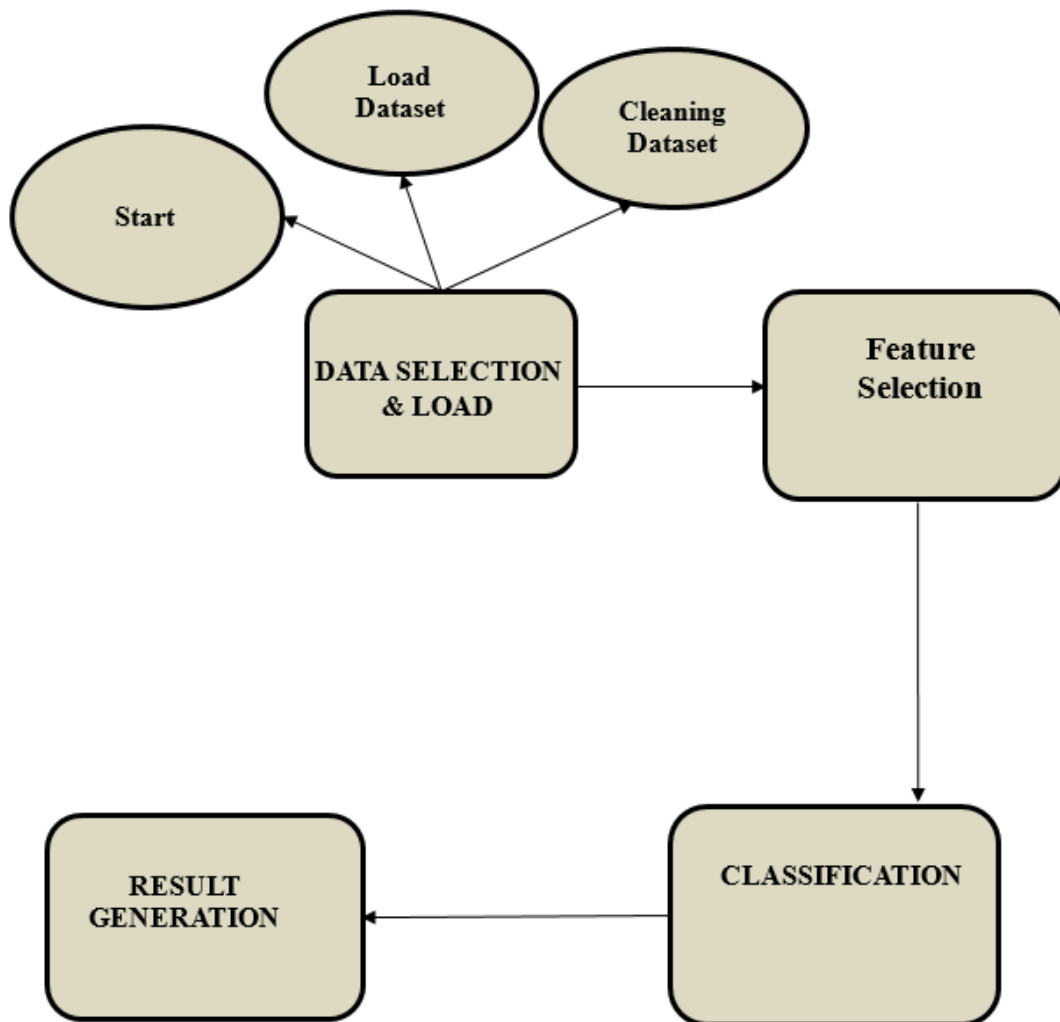 Load
Dataset
Cleaning
Dataset
Start
DATA SELECTION
& LOAD
Feature
Selection
CLASSIFICATION
RESULT
GENERATION